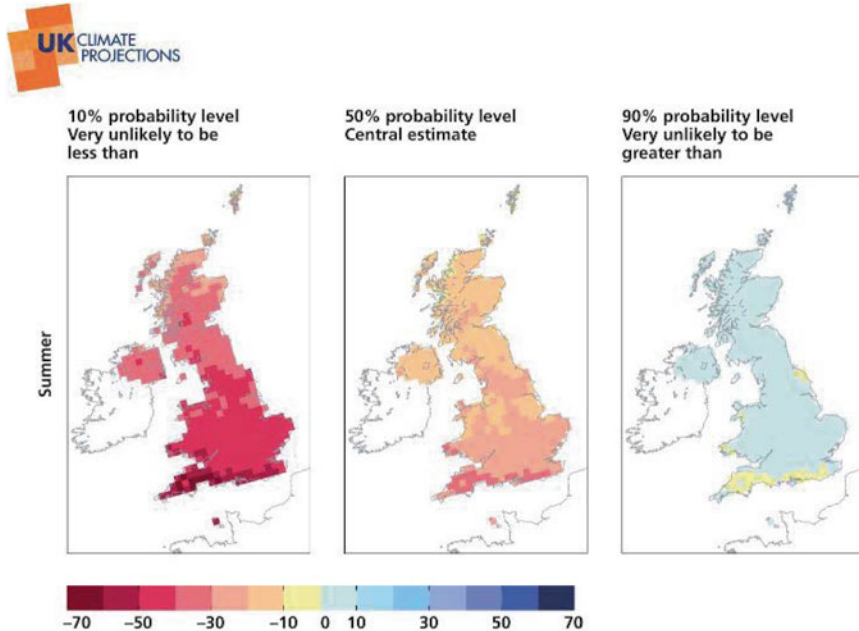 UK CLIMATE
PROJECTIONS
10% probability level
Very unlikely to be
less than
50% probability level
Central estimate
90% probability level
Very unlikely to be
greater than
Summer
–70 –50 –30 –10 0 10 30 50 70